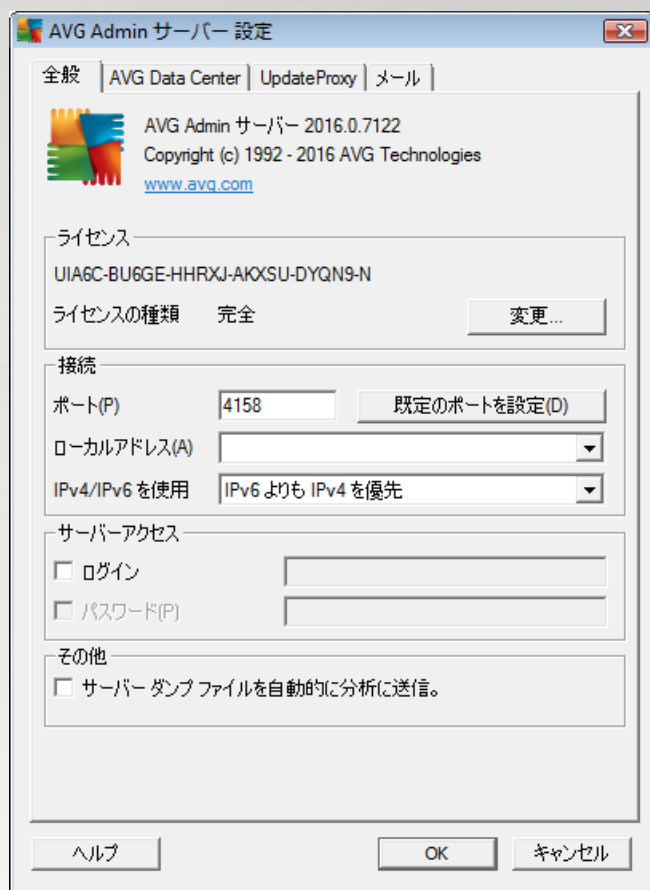 AVG Admin サーバー 設定
全般 AVG Data Center UpdateProxy メール
AVG Admin サーバー 2016.0.7122
Copyright (c) 1992 - 2016 AVG Technologies
www.avg.com
ライセンス
UIA6C-BU6GE-HHRXJ-AKXSU-DYQN9-N
ライセンスの種類 完全 変更...
接続
ポート(P) 4158 既定のポートを設定(D)
ローカルアドレス(A)
IPv4/IPv6 を使用 IPv6 よりも IPv4 を優先
サーバーアクセス
ログイン
パスワード(P)
その他
サーバー ダンプ ファイルを自動的に分析に送信。
ヘルプ OK キャンセル